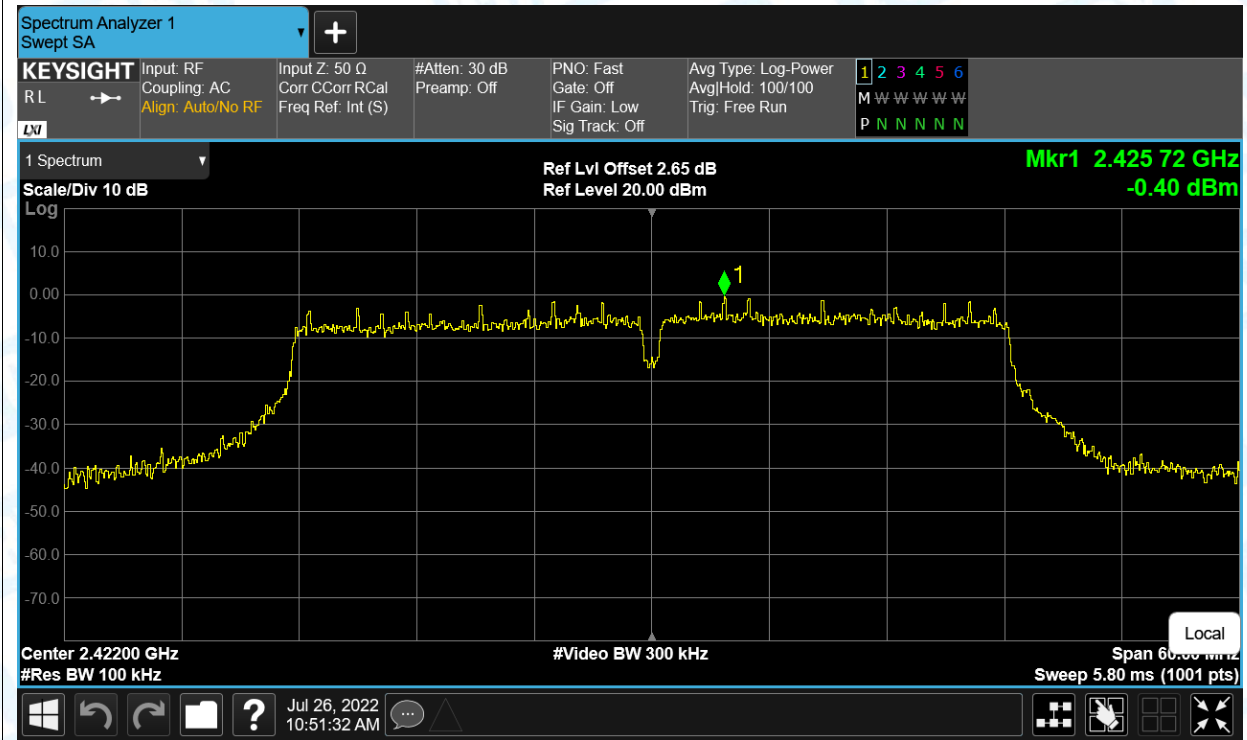 Spectrum Analyzer 1
Swept SA
KEYSIGHT
R L
LXI
Input: RF
Coupling: AC
Align: Auto/No RF
Input Z: 50 Ω
Corr CCorr RCal
Freq Ref: Int (S)
#Atten: 30 dB
Preamp: Off
PNO: Fast
Gate: Off
IF Gain: Low
Sig Track: Off
Avg Type: Log-Power
Avg|Hold: 100/100
Trig: Free Run
1 2 3 4 5 6
M W W W W W
P N N N N N
1 Spectrum
Scale/Div 10 dB
Log
Ref Lvl Offset 2.65 dB
Ref Level 20.00 dBm
Mkr1 2.425 72 GHz
-0.40 dBm
1
10.0
0.00
-10.0
-20.0
-30.0
-40.0
-50.0
-60.0
-70.0
Local
Center 2.42200 GHz
#Video BW 300 kHz
Span 60.00 MHz
#Res BW 100 kHz
Sweep 5.80 ms (1001 pts)
?
Jul 26, 2022
10:51:32 AM